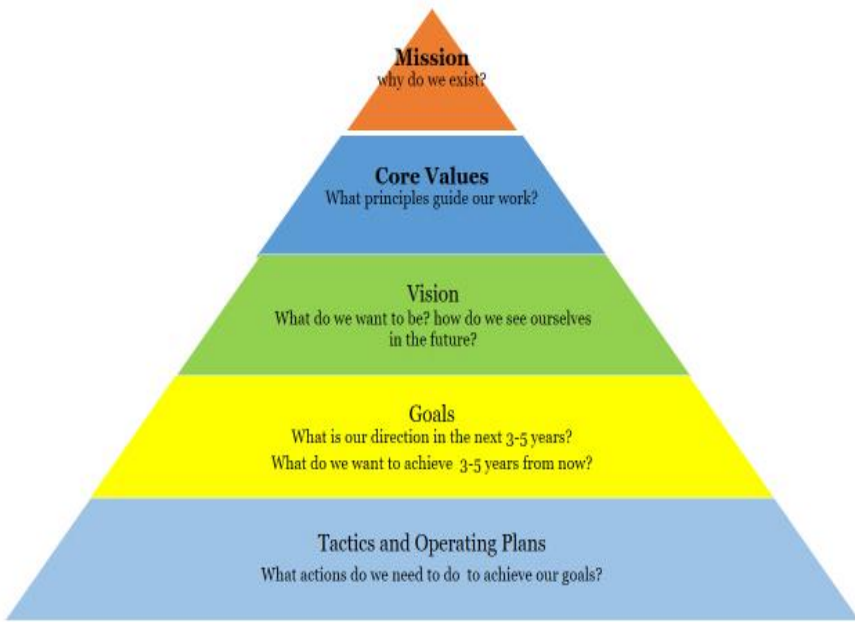 Mission
why do we exist?
Core Values
What principles guide our work?
Vision
What do we want to be? how do we see ourselves
in the future?
Goals
What is our direction in the next 3-5 years?
What do we want to achieve 3-5 years from now?
Tactics and Operating Plans
What actions do we need to do to achieve our goals?